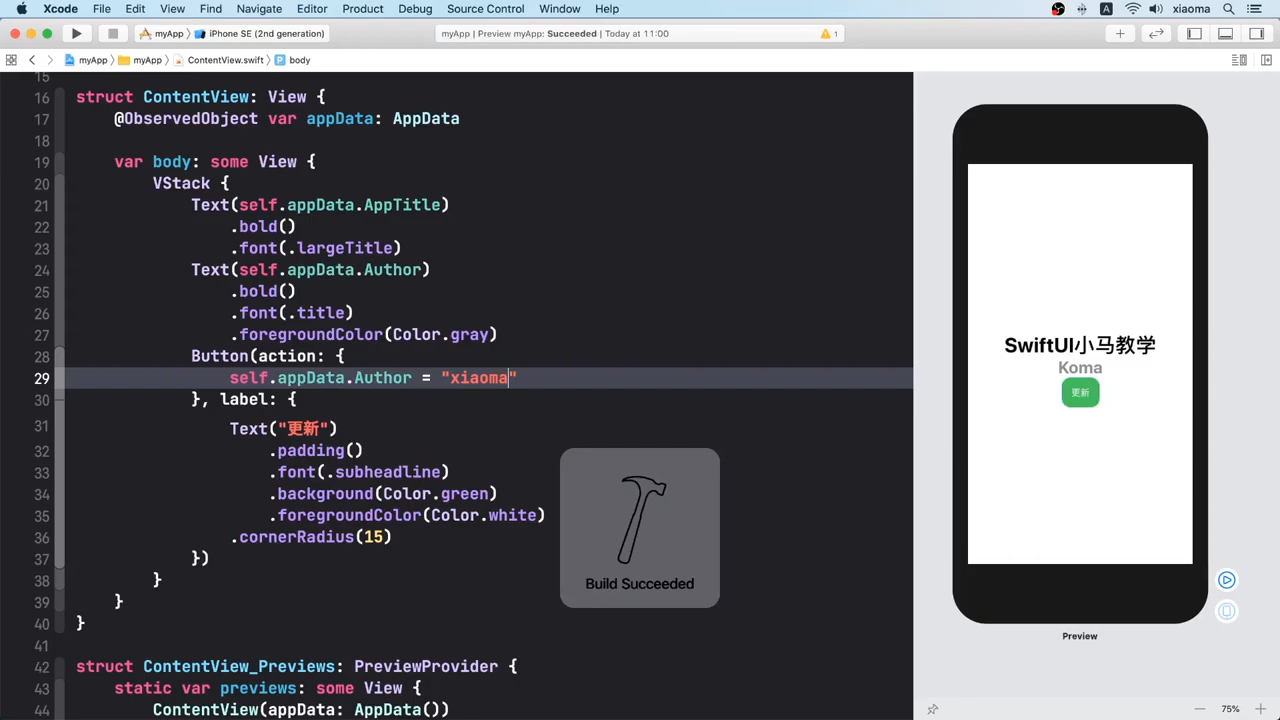 Xcode File Edit View Find Navigate Editor Product Debug Source Control Window Help A xiaoma
myApp iPhone SE (2nd generation) myApp | Preview myApp: Succeeded | Today at 11:00 1
myApp myApp ContentView.swift P body
15
16 struct ContentView: View {
17 @ObservedObject var appData: AppData
18
19 var body: some View {
20 VStack {
21 Text(self.appData.AppTitle)
22 .bold()
23 .font(.largeTitle)
24 Text(self.appData.Author)
25 .bold()
26 .font(.title)
27 .foregroundColor(Color.gray)
28 Button(action: {
29 self.appData.Author = "xiaoma"
30 }, label: {
31 Text("更新")
32 .padding()
33 .font(.subheadline)
34 .background(Color.green)
35 .foregroundColor(Color.white)
36 .cornerRadius(15)
37 })
38 }
39 }
40 }
41
42 struct ContentView_Previews: PreviewProvider {
43 static var previews: some View {
44 ContentView(appData: AppData())
Build Succeeded
SwiftUI小马教学
Koma
更新
Preview
75%